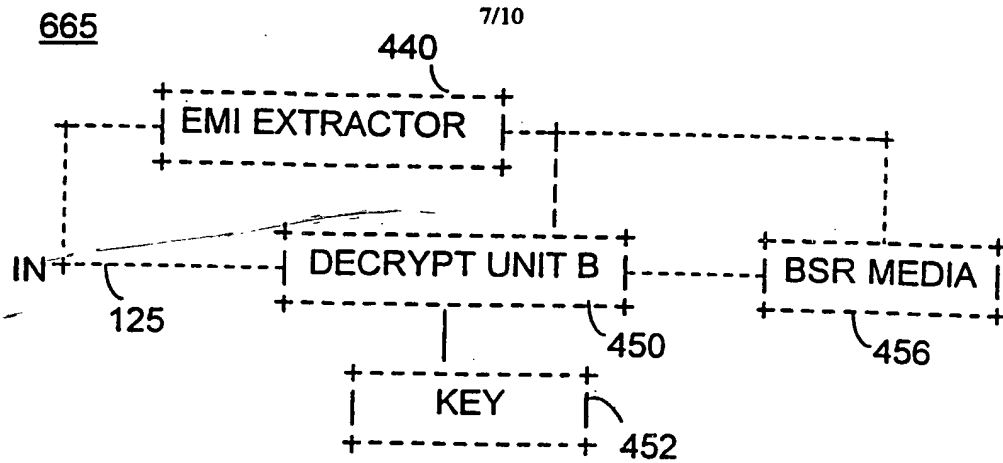 665
7/10
440
EMI EXTRACTOR
IN
DECRYPT UNIT B
BSR MEDIA
125
450
456
KEY
452